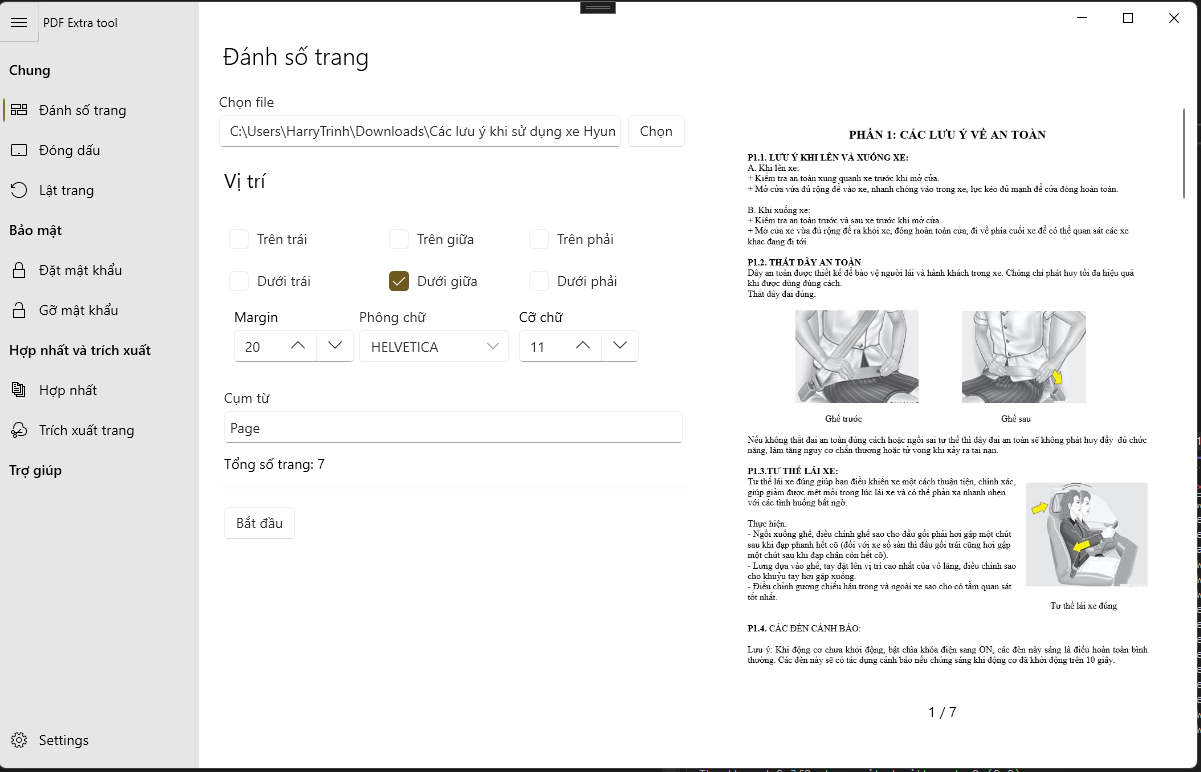 PDF Extra tool
Chung
Đánh số trang
Đóng dấu
Lật trang
Bảo mật
Đặt mật khẩu
Gỡ mật khẩu
Hợp nhất và trích xuất
Hợp nhất
Trích xuất trang
Trợ giúp
Settings
Đánh số trang
Chọn file
C:\Users\HarryTrinh\Downloads\Các lưu ý khi sử dụng xe Hyun
Chọn
Vị trí
Trên trái
Trên giữa
Trên phải
Dưới trái
Dưới giữa
Dưới phải
Margin
Phông chữ
Cỡ chữ
20
HELVETICA
11
Cụm từ
Page
Tổng số trang: 7
Bắt đầu
PHẦN 1: CÁC LƯU Ý VỀ AN TOÀN
P1.1. LƯU Ý KHI LÊN VÀ XUỐNG XE:
A. Khi lên xe:
+ Kiểm tra an toàn xung quanh xe trước khi mở cửa.
+ Mở cửa vừa đủ rộng để vào xe, nhanh chóng vào trong xe, lực kéo đủ mạnh để cửa đóng hoàn toàn.
B. Khi xuống xe:
+ Kiểm tra an toàn trước và sau xe trước khi mở cửa.
+ Mở cửa xe vừa đủ rộng để ra khỏi xe, đóng hoàn toàn cửa, đi về phía cuối xe để có thể quan sát các xe
khác đang đi tới.
P1.2. THẮT DÂY AN TOÀN
Dây an toàn được thiết kế để bảo vệ người lái và hành khách trong xe. Chúng chỉ phát huy tối đa hiệu quả
khi được dùng đúng cách.
Thắt dây đai đúng:
Ghế trước
Ghế sau
Nếu không thắt đai an toàn đúng cách hoặc ngồi sai tư thế thì dây đai an toàn sẽ không phát huy đầy đủ chức
năng, làm tăng nguy cơ chấn thương hoặc tử vong khi xảy ra tai nạn.
P1.3.TƯ THẾ LÁI XE:
Tư thế lái xe đúng giúp bạn điều khiển xe một cách thuận tiện, chính xác,
giúp giảm được mệt mỏi trong lúc lái xe và có thể phản xạ nhanh nhẹn
với các tình huống bất ngờ.
Thực hiện:
- Ngồi xuống ghế, điều chỉnh ghế sao cho đầu gối phải hơi gập một chút
sau khi đạp phanh hết cỡ (đối với xe số sàn thì đầu gối trái cũng hơi gập
một chút sau khi đạp chân côn hết cỡ).
- Lưng dựa vào ghế, tay đặt lên vị trí cao nhất của vô lăng, điều chỉnh sao
cho khuỷu tay hơi gập xuống.
- Điều chỉnh gương chiếu hậu trong và ngoài xe sao cho có tầm quan sát
tốt nhất.
Tư thế lái xe đúng
P1.4. CÁC ĐÈN CẢNH BÁO:
Lưu ý: Khi động cơ chưa khởi động, bật chìa khóa điện sang ON, các đèn này sáng là điều hoàn toàn bình
thường. Các đèn này sẽ có tác dụng cảnh báo nếu chúng sáng khi động cơ đã khởi động trên 10 giây.
1 / 7